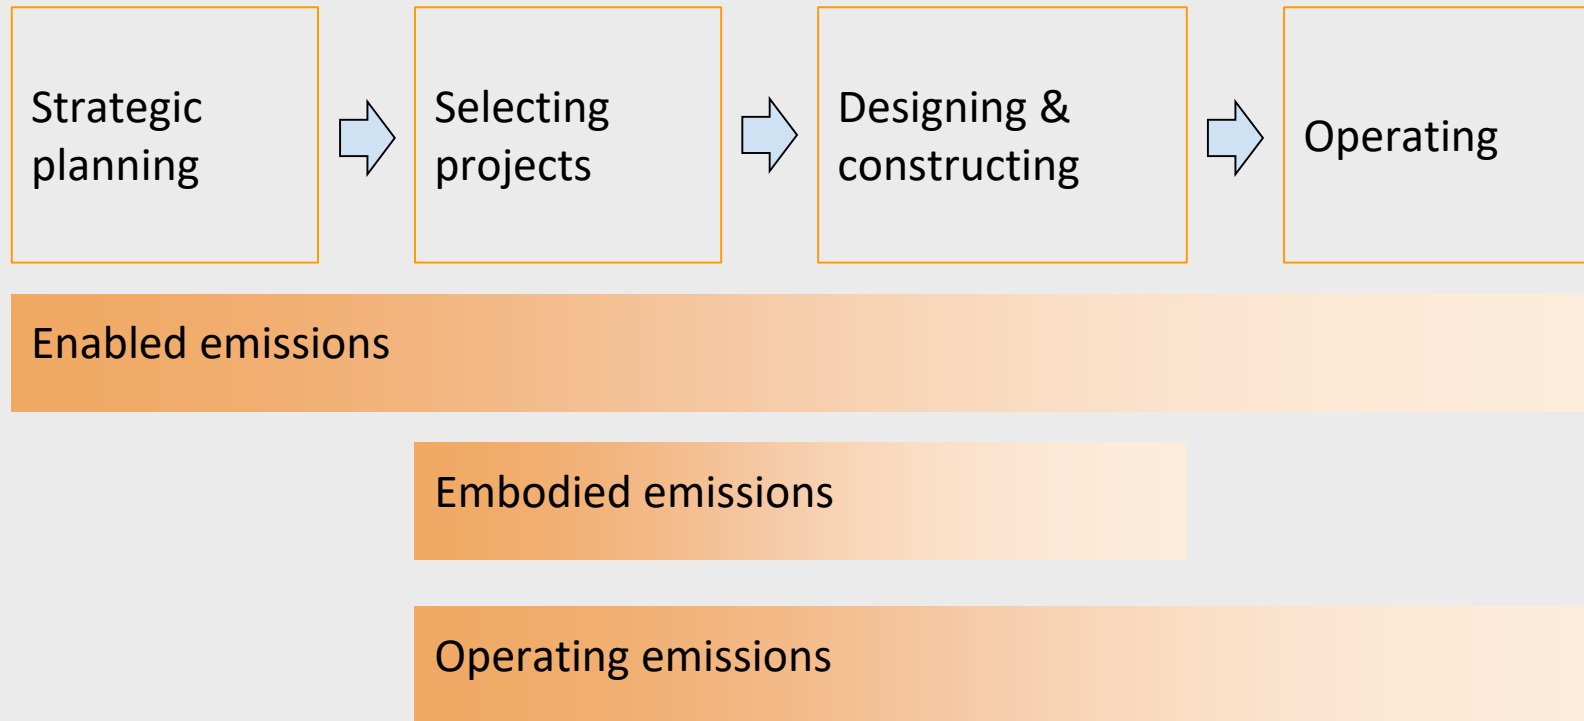 Strategic
planning
Selecting
projects
Designing &
constructing
Operating
Enabled emissions
Embodied emissions
Operating emissions